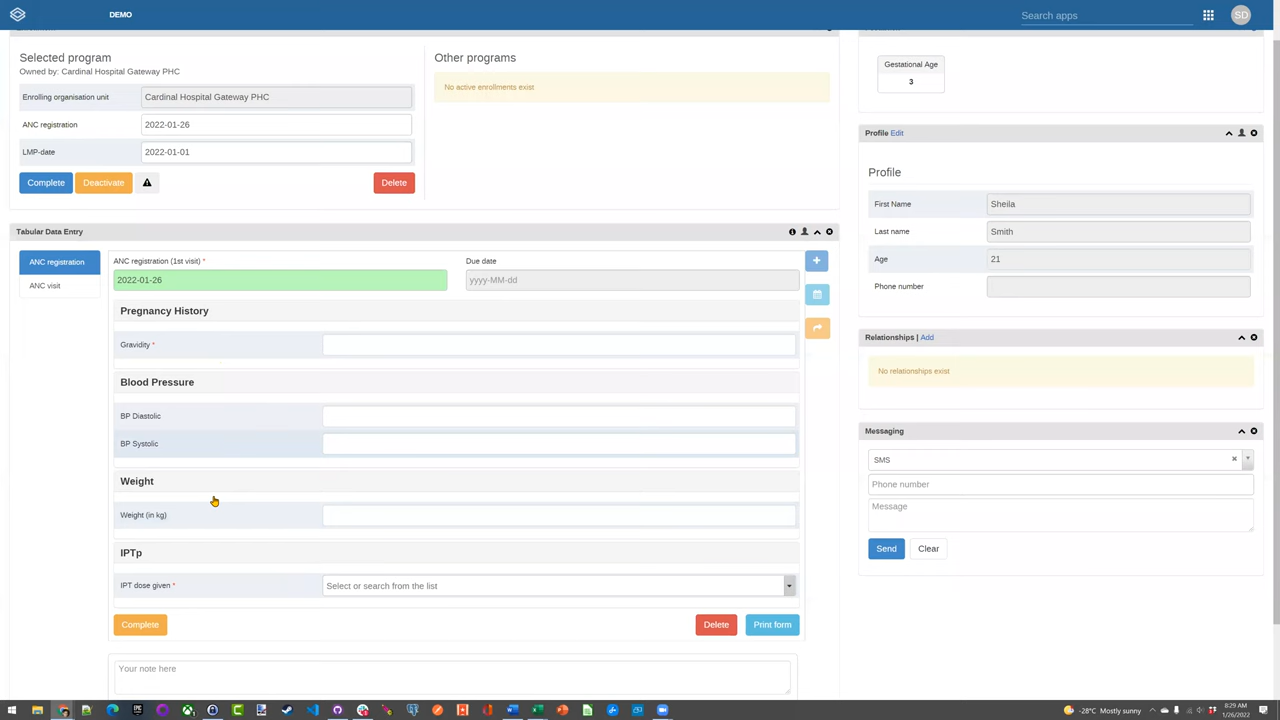 DEMO
Search apps
SD
Selected program
Owned by: Cardinal Hospital Gateway PHC
Enrolling organisation unit
Cardinal Hospital Gateway PHC
ANC registration
2022-01-26
LMP-date
2022-01-01
Complete
Deactivate
Delete
Other programs
No active enrollments exist
Gestational Age
3
Profile Edit
Profile
First Name
Sheila
Last name
Smith
Age
21
Phone number
Relationships | Add
No relationships exist
Messaging
SMS
Phone number
Message
Send
Clear
Tabular Data Entry
ANC registration
ANC visit
ANC registration (1st visit) *
Due date
2022-01-26
yyyy-MM-dd
Pregnancy History
Gravidity *
Blood Pressure
BP Diastolic
BP Systolic
Weight
Weight (in kg)
IPTp
IPT dose given *
Select or search from the list
Complete
Delete
Print form
Your note here
-28°C Mostly sunny
8:29 AM
1/26/2022